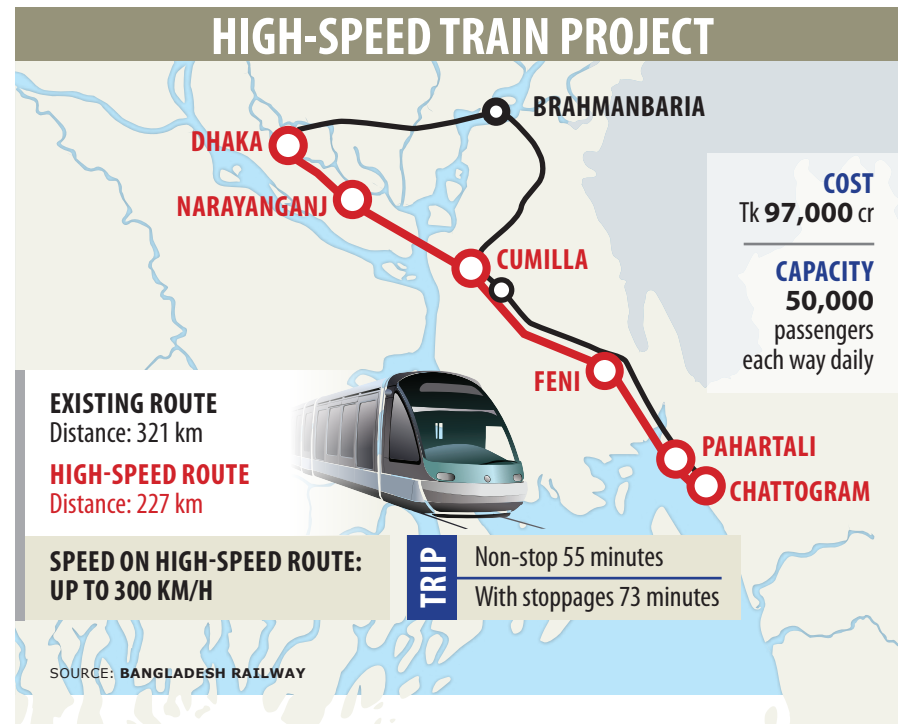 HIGH-SPEED TRAIN PROJECT
BRAHMANBARIA
DHAKA
NARAYANGANJ
CUMILLA
FENI
PAHARTALI
CHATTOGRAM
COST
Tk 97,000 cr
CAPACITY
50,000
passengers
each way daily
EXISTING ROUTE
Distance: 321 km
HIGH-SPEED ROUTE
Distance: 227 km
SPEED ON HIGH-SPEED ROUTE:
UP TO 300 KM/H
TRIP
Non-stop 55 minutes
With stoppages 73 minutes
SOURCE: BANGLADESH RAILWAY